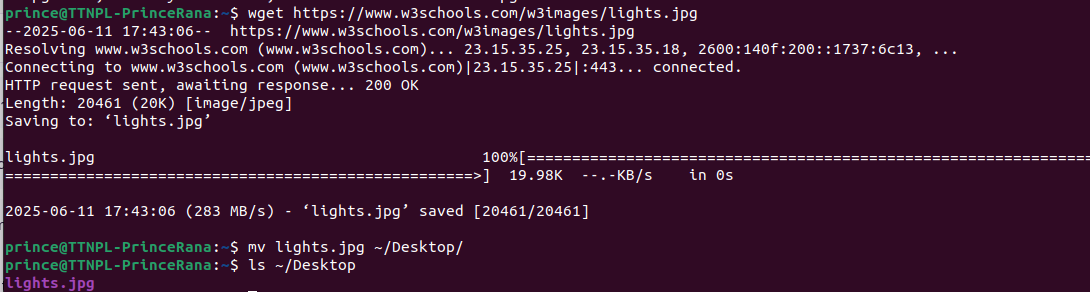 prince@TTNPL-PrinceRana:~$ wget https://www.w3schools.com/w3images/lights.jpg
--2025-06-11 17:43:06--  https://www.w3schools.com/w3images/lights.jpg
Resolving www.w3schools.com (www.w3schools.com)... 23.15.35.25, 23.15.35.18, 2600:140f:200::1737:6c13, ...
Connecting to www.w3schools.com (www.w3schools.com)|23.15.35.25|:443... connected.
HTTP request sent, awaiting response... 200 OK
Length: 20461 (20K) [image/jpeg]
Saving to: ‘lights.jpg’
lights.jpg                                           100%[===============================================================
====================================================>]  19.98K  --.-KB/s    in 0s
2025-06-11 17:43:06 (283 MB/s) - ‘lights.jpg’ saved [20461/20461]
prince@TTNPL-PrinceRana:~$ mv lights.jpg ~/Desktop/
prince@TTNPL-PrinceRana:~$ ls ~/Desktop
lights.jpg